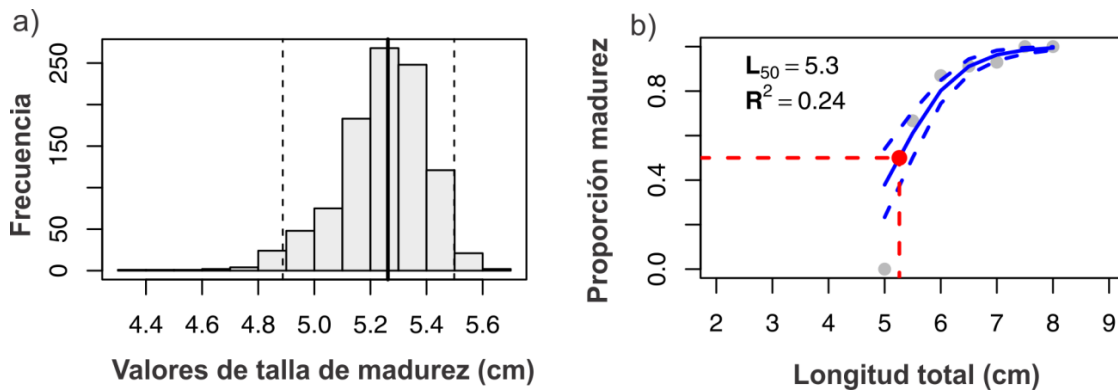 a)
Frecuencia
0
50
150
250
4.4 4.6 4.8 5.0 5.2 5.4 5.6
Valores de talla de madurez (cm)
b)
Proporción madurez
0.0
0.4
0.8
L50 = 5.3
R² = 0.24
2 3 4 5 6 7 8 9
Longitud total (cm)